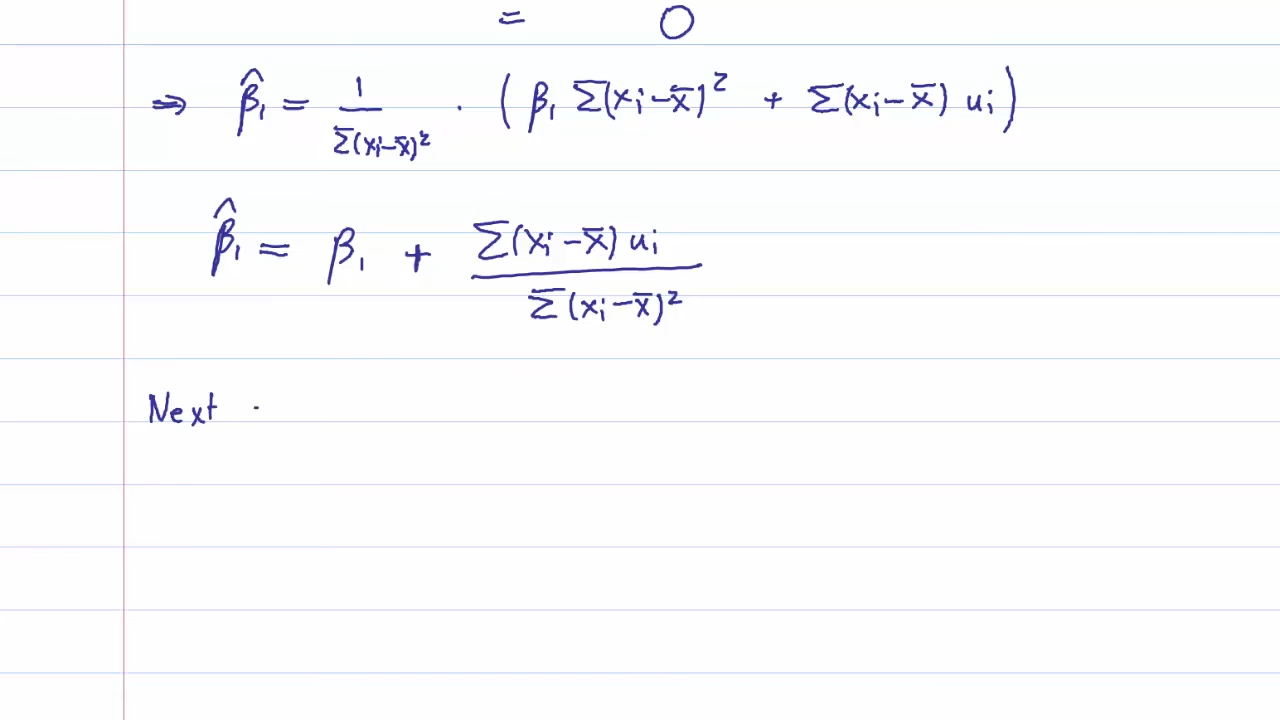 = 0
⇒ β̂₁ = 1/Σ(xᵢ-x̄)² · (β₁ Σ(xᵢ-x̄)² + Σ(xᵢ-x̄) uᵢ)
β̂₁ = β₁ + Σ(xᵢ-x̄) uᵢ / Σ(xᵢ-x̄)²
Next